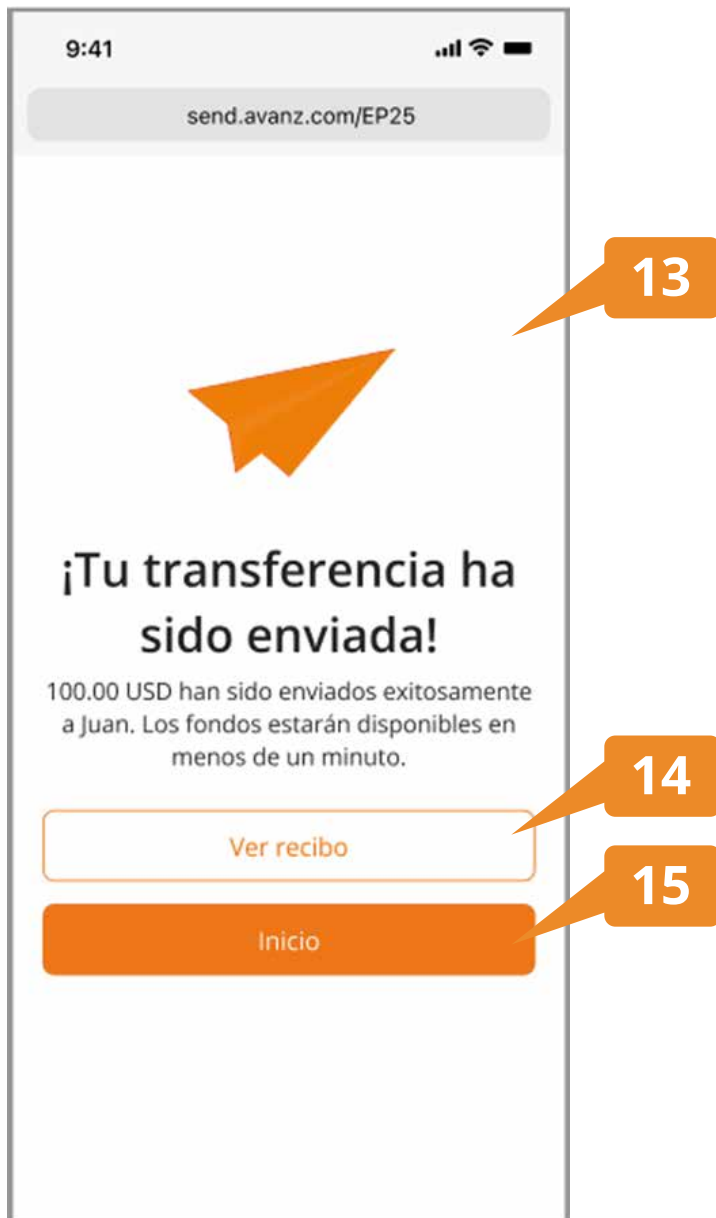 9:41
send.avanz.com/EP25
13
¡Tu transferencia ha
sido enviada!
100.00 USD han sido enviados exitosamente
a Juan. Los fondos estarán disponibles en
menos de un minuto.
14
Ver recibo
15
Inicio